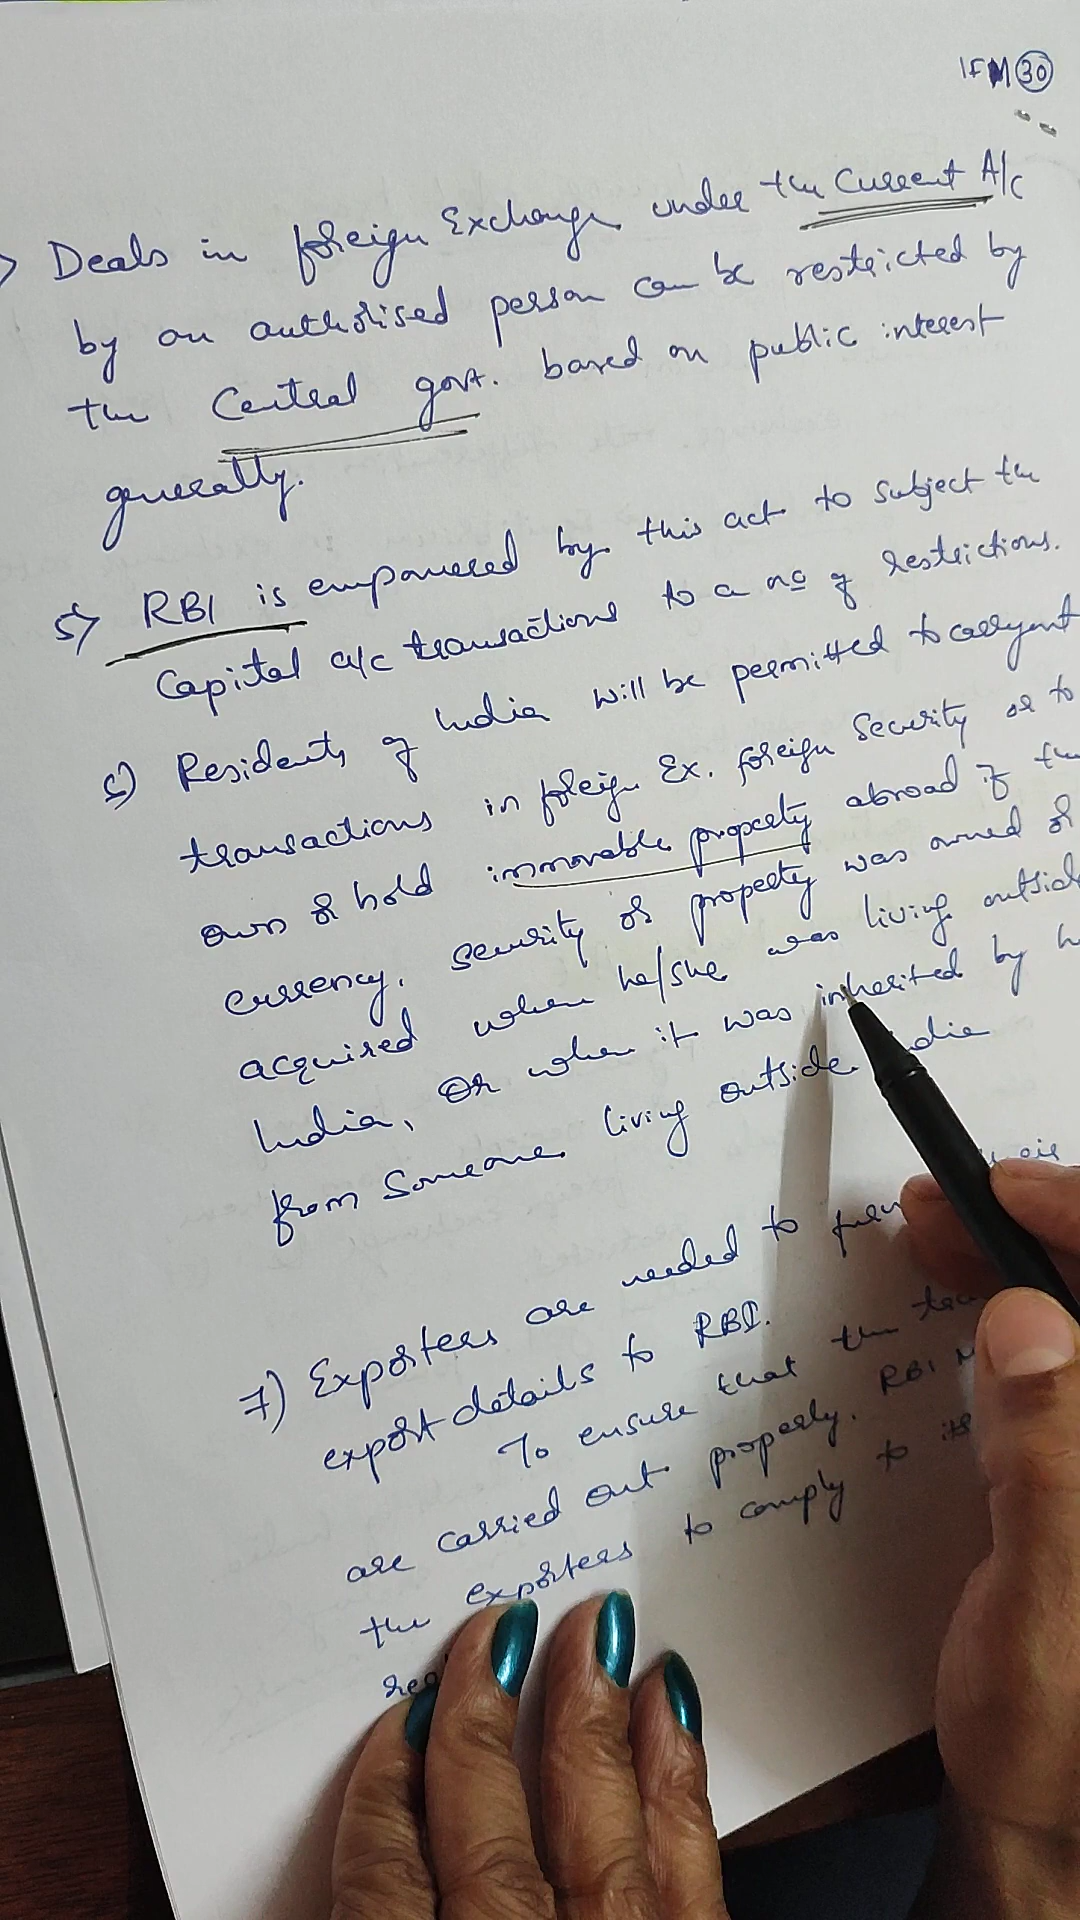 IFM 30
Deals in foreign Exchange under the Current A/c
by an authorised person can be restricted by
the Central govt. based on public interest
generally.
5) RBI is empowered by this act to subject the
Capital a/c transactions to a no of restrictions.
6) Residents of India will be permitted to carryout
transactions in foreign Ex. foreign Security or to
own or hold immovable property abroad if the
currency, security or property was owned or
acquired when he/she was living outside
India, or when it was inherited by
from Someone living outside India
7) Exporters are needed to
export details to RBI.
To ensure that the
are carried out properly. RBI
the exporters to comply to its